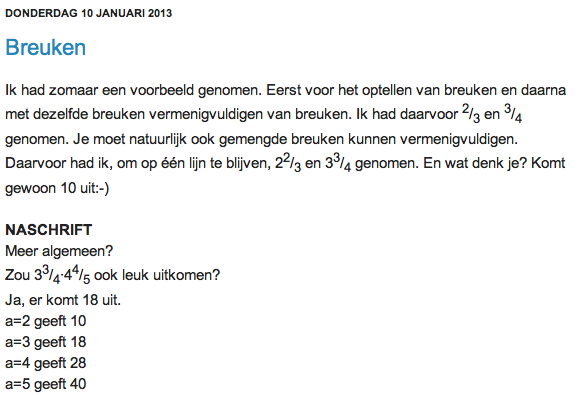 DONDERDAG 10 JANUARI 2013
Breuken
Ik had zomaar een voorbeeld genomen. Eerst voor het optellen van breuken en daarna
met dezelfde breuken vermenigvuldigen van breuken. Ik had daarvoor 2/3 en 3/4
genomen. Je moet natuurlijk ook gemengde breuken kunnen vermenigvuldigen.
Daarvoor had ik, om op één lijn te blijven, 2 2/3 en 3 3/4 genomen. En wat denk je? Komt
gewoon 10 uit:-)
NASCHRIFT
Meer algemeen?
Zou 3 3/4·4 4/5 ook leuk uitkomen?
Ja, er komt 18 uit.
a=2 geeft 10
a=3 geeft 18
a=4 geeft 28
a=5 geeft 40